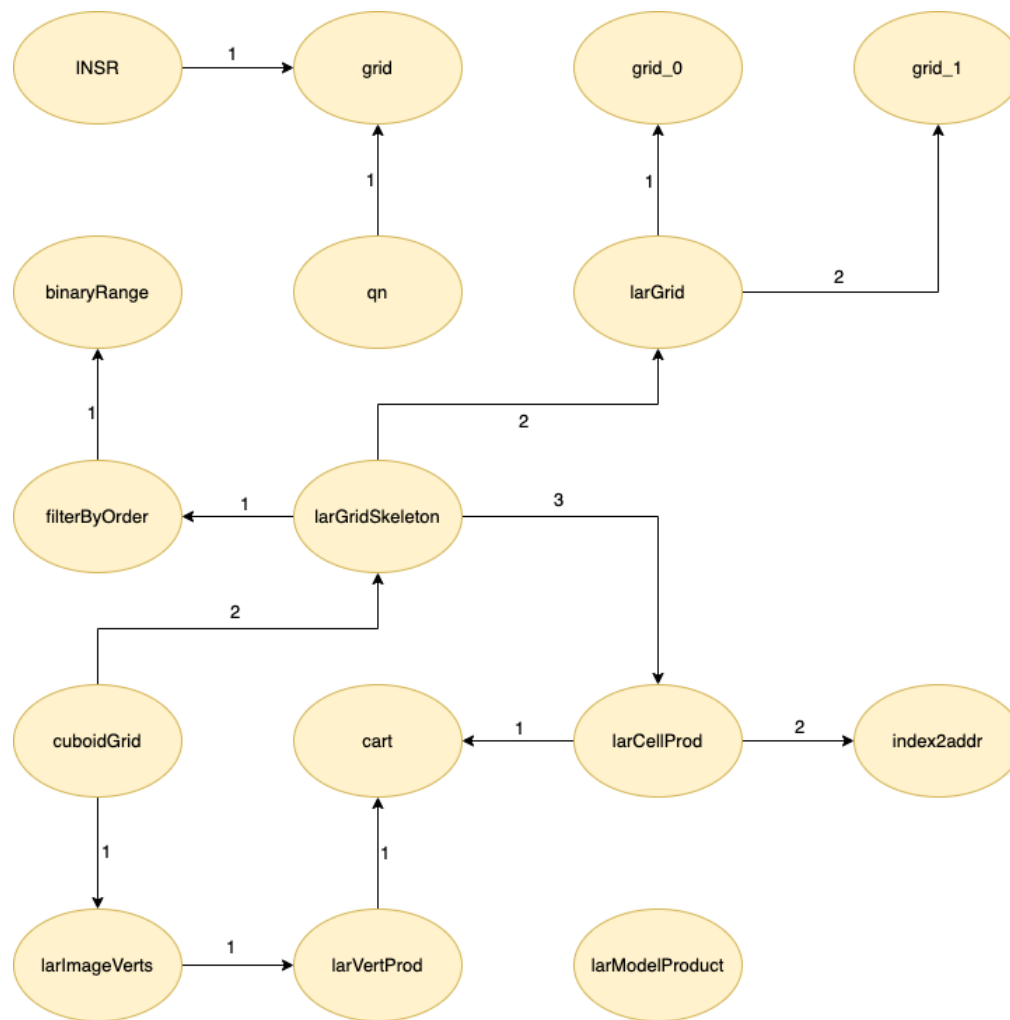 INSR
1
grid
grid_0
grid_1
1
1
binaryRange
qn
larGrid
2
1
2
filterByOrder
1
larGridSkeleton
3
2
cuboidGrid
cart
1
larCellProd
2
index2addr
1
1
larImageVerts
1
larVertProd
larModelProduct